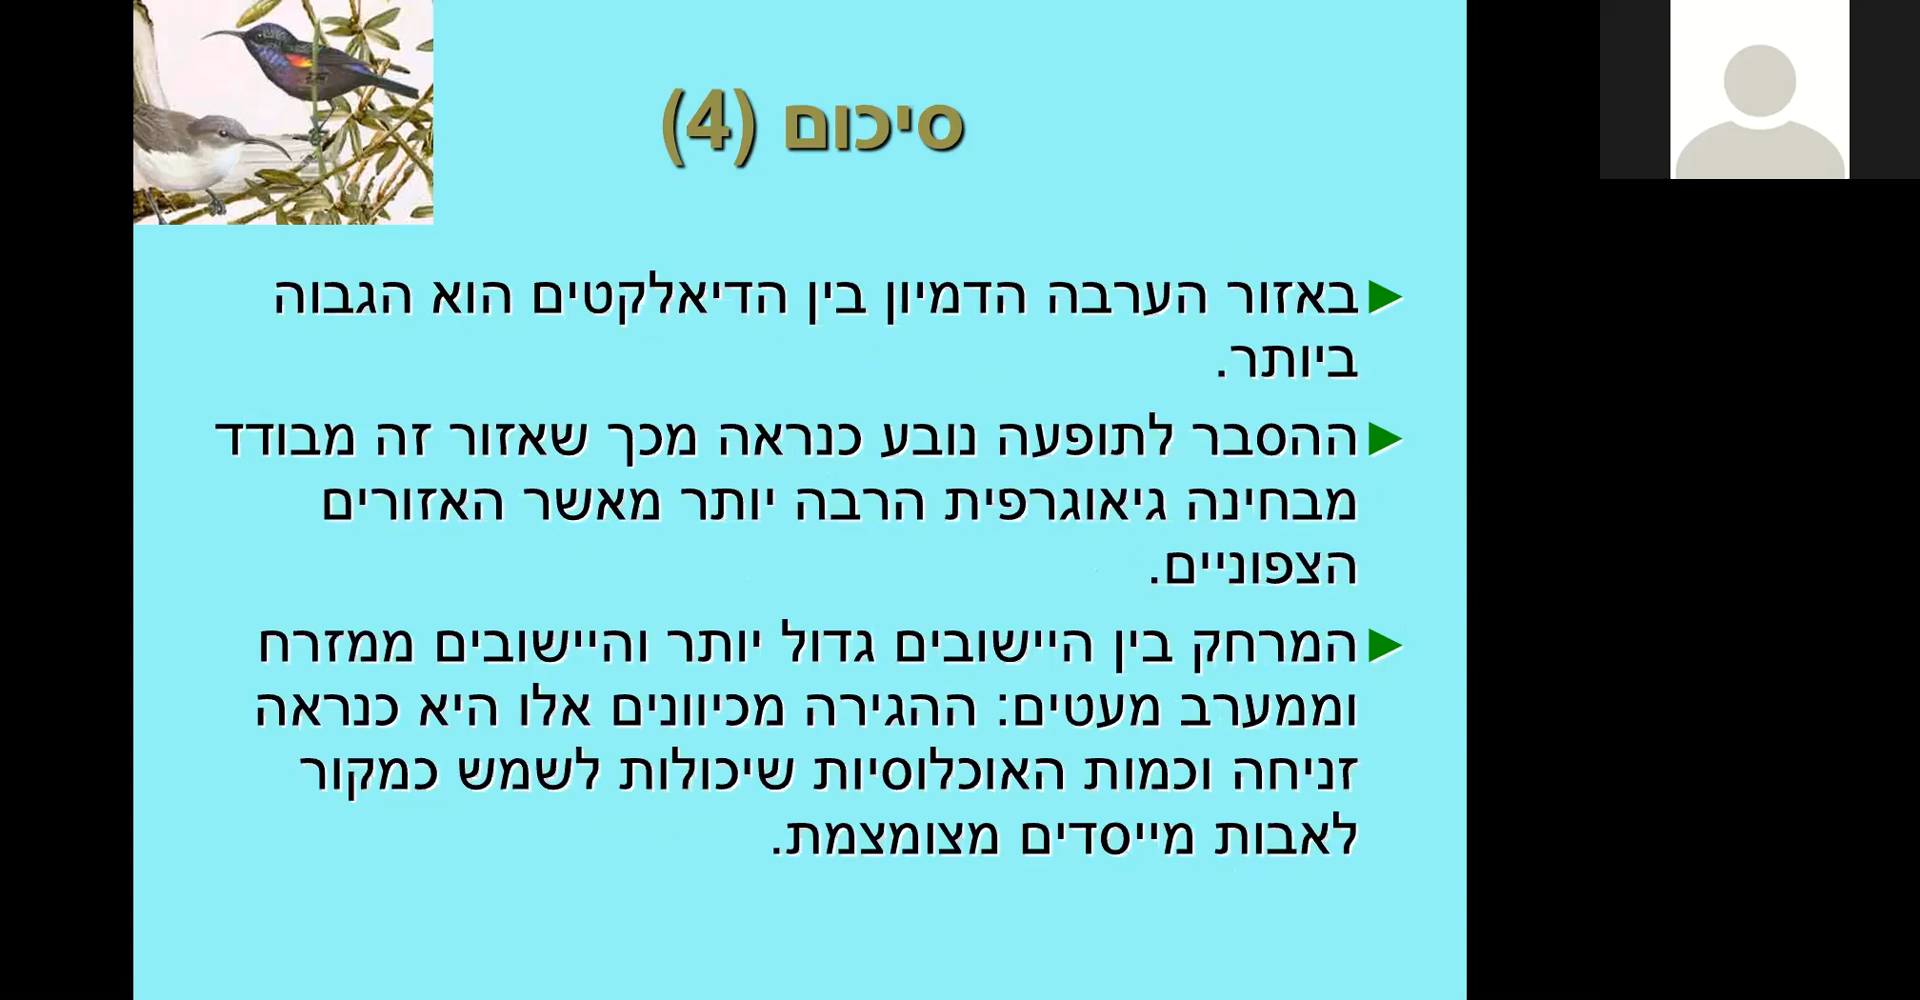 סיכום (4)
באזור הערבה הדמיון בין הדיאלקטים הוא הגבוה
ביותר.
ההסבר לתופעה נובע כנראה מכך שאזור זה מבודד
מבחינה גיאוגרפית הרבה יותר מאשר האזורים
הצפוניים.
המרחק בין היישובים גדול יותר והיישובים ממזרח
וממערב מעטים: ההגירה מכיוונים אלו היא כנראה
זניחה וכמות האוכלוסיות שיכולות לשמש כמקור
לאבות מייסדים מצומצמת.